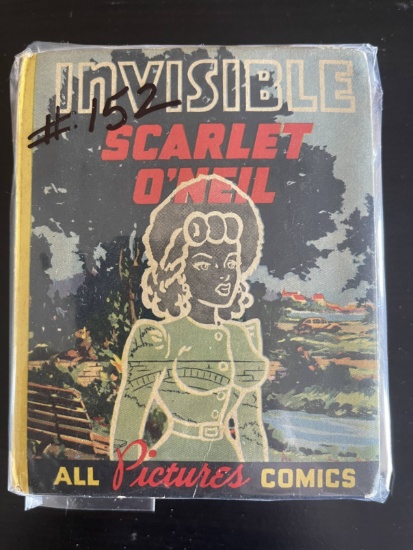 INVISIBLE
#.152
SCARLET
O'NEIL
ALL Pictures COMICS